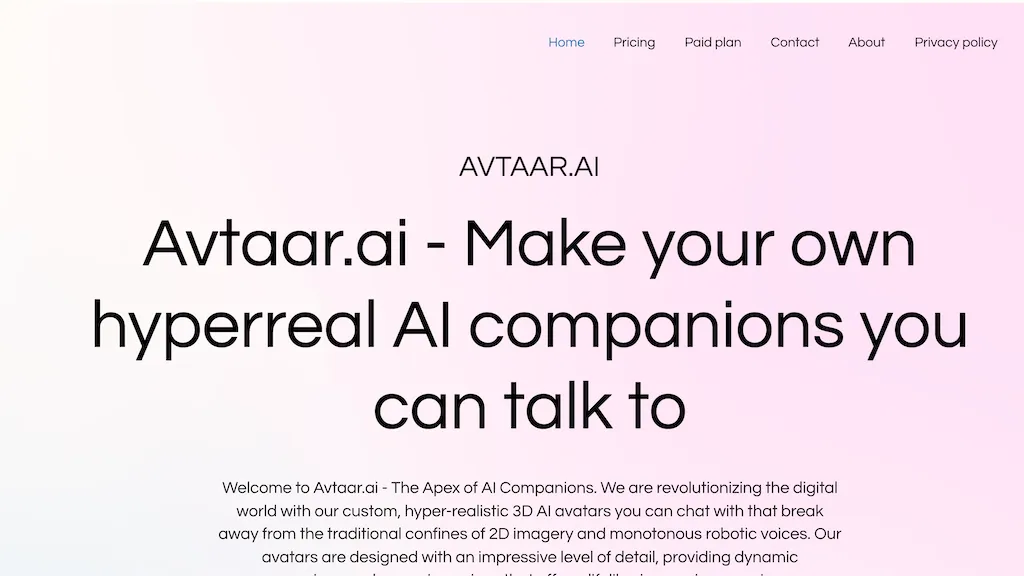 Home Pricing Paid plan Contact About Privacy policy
AVTAAR.AI
Avtaar.ai - Make your own
hyperreal AI companions you
can talk to
Welcome to Avtaar.ai - The Apex of AI Companions. We are revolutionizing the digital
world with our custom, hyper-realistic 3D AI avatars you can chat with that break
away from the traditional confines of 2D imagery and monotonous robotic voices. Our
avatars are designed with an impressive level of detail, providing dynamic